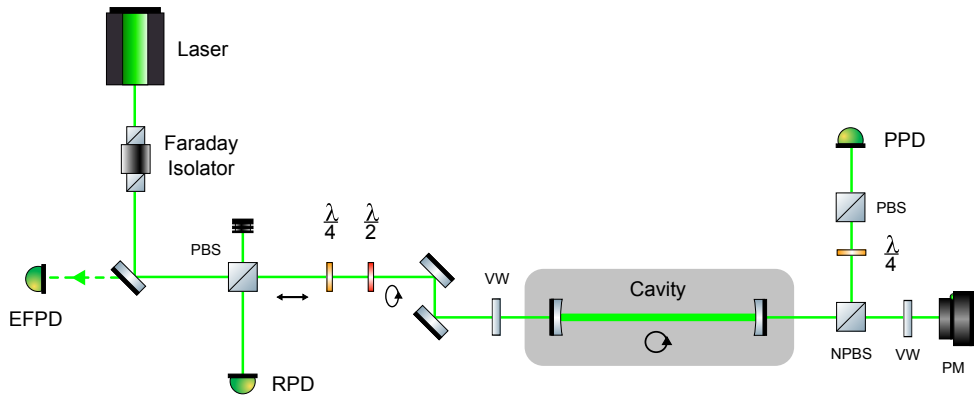 Laser
Faraday
Isolator
PPD
PBS
λ/4
λ/2
PBS
λ/4
VW
Cavity
EFPD
RPD
NPBS
VW
PM